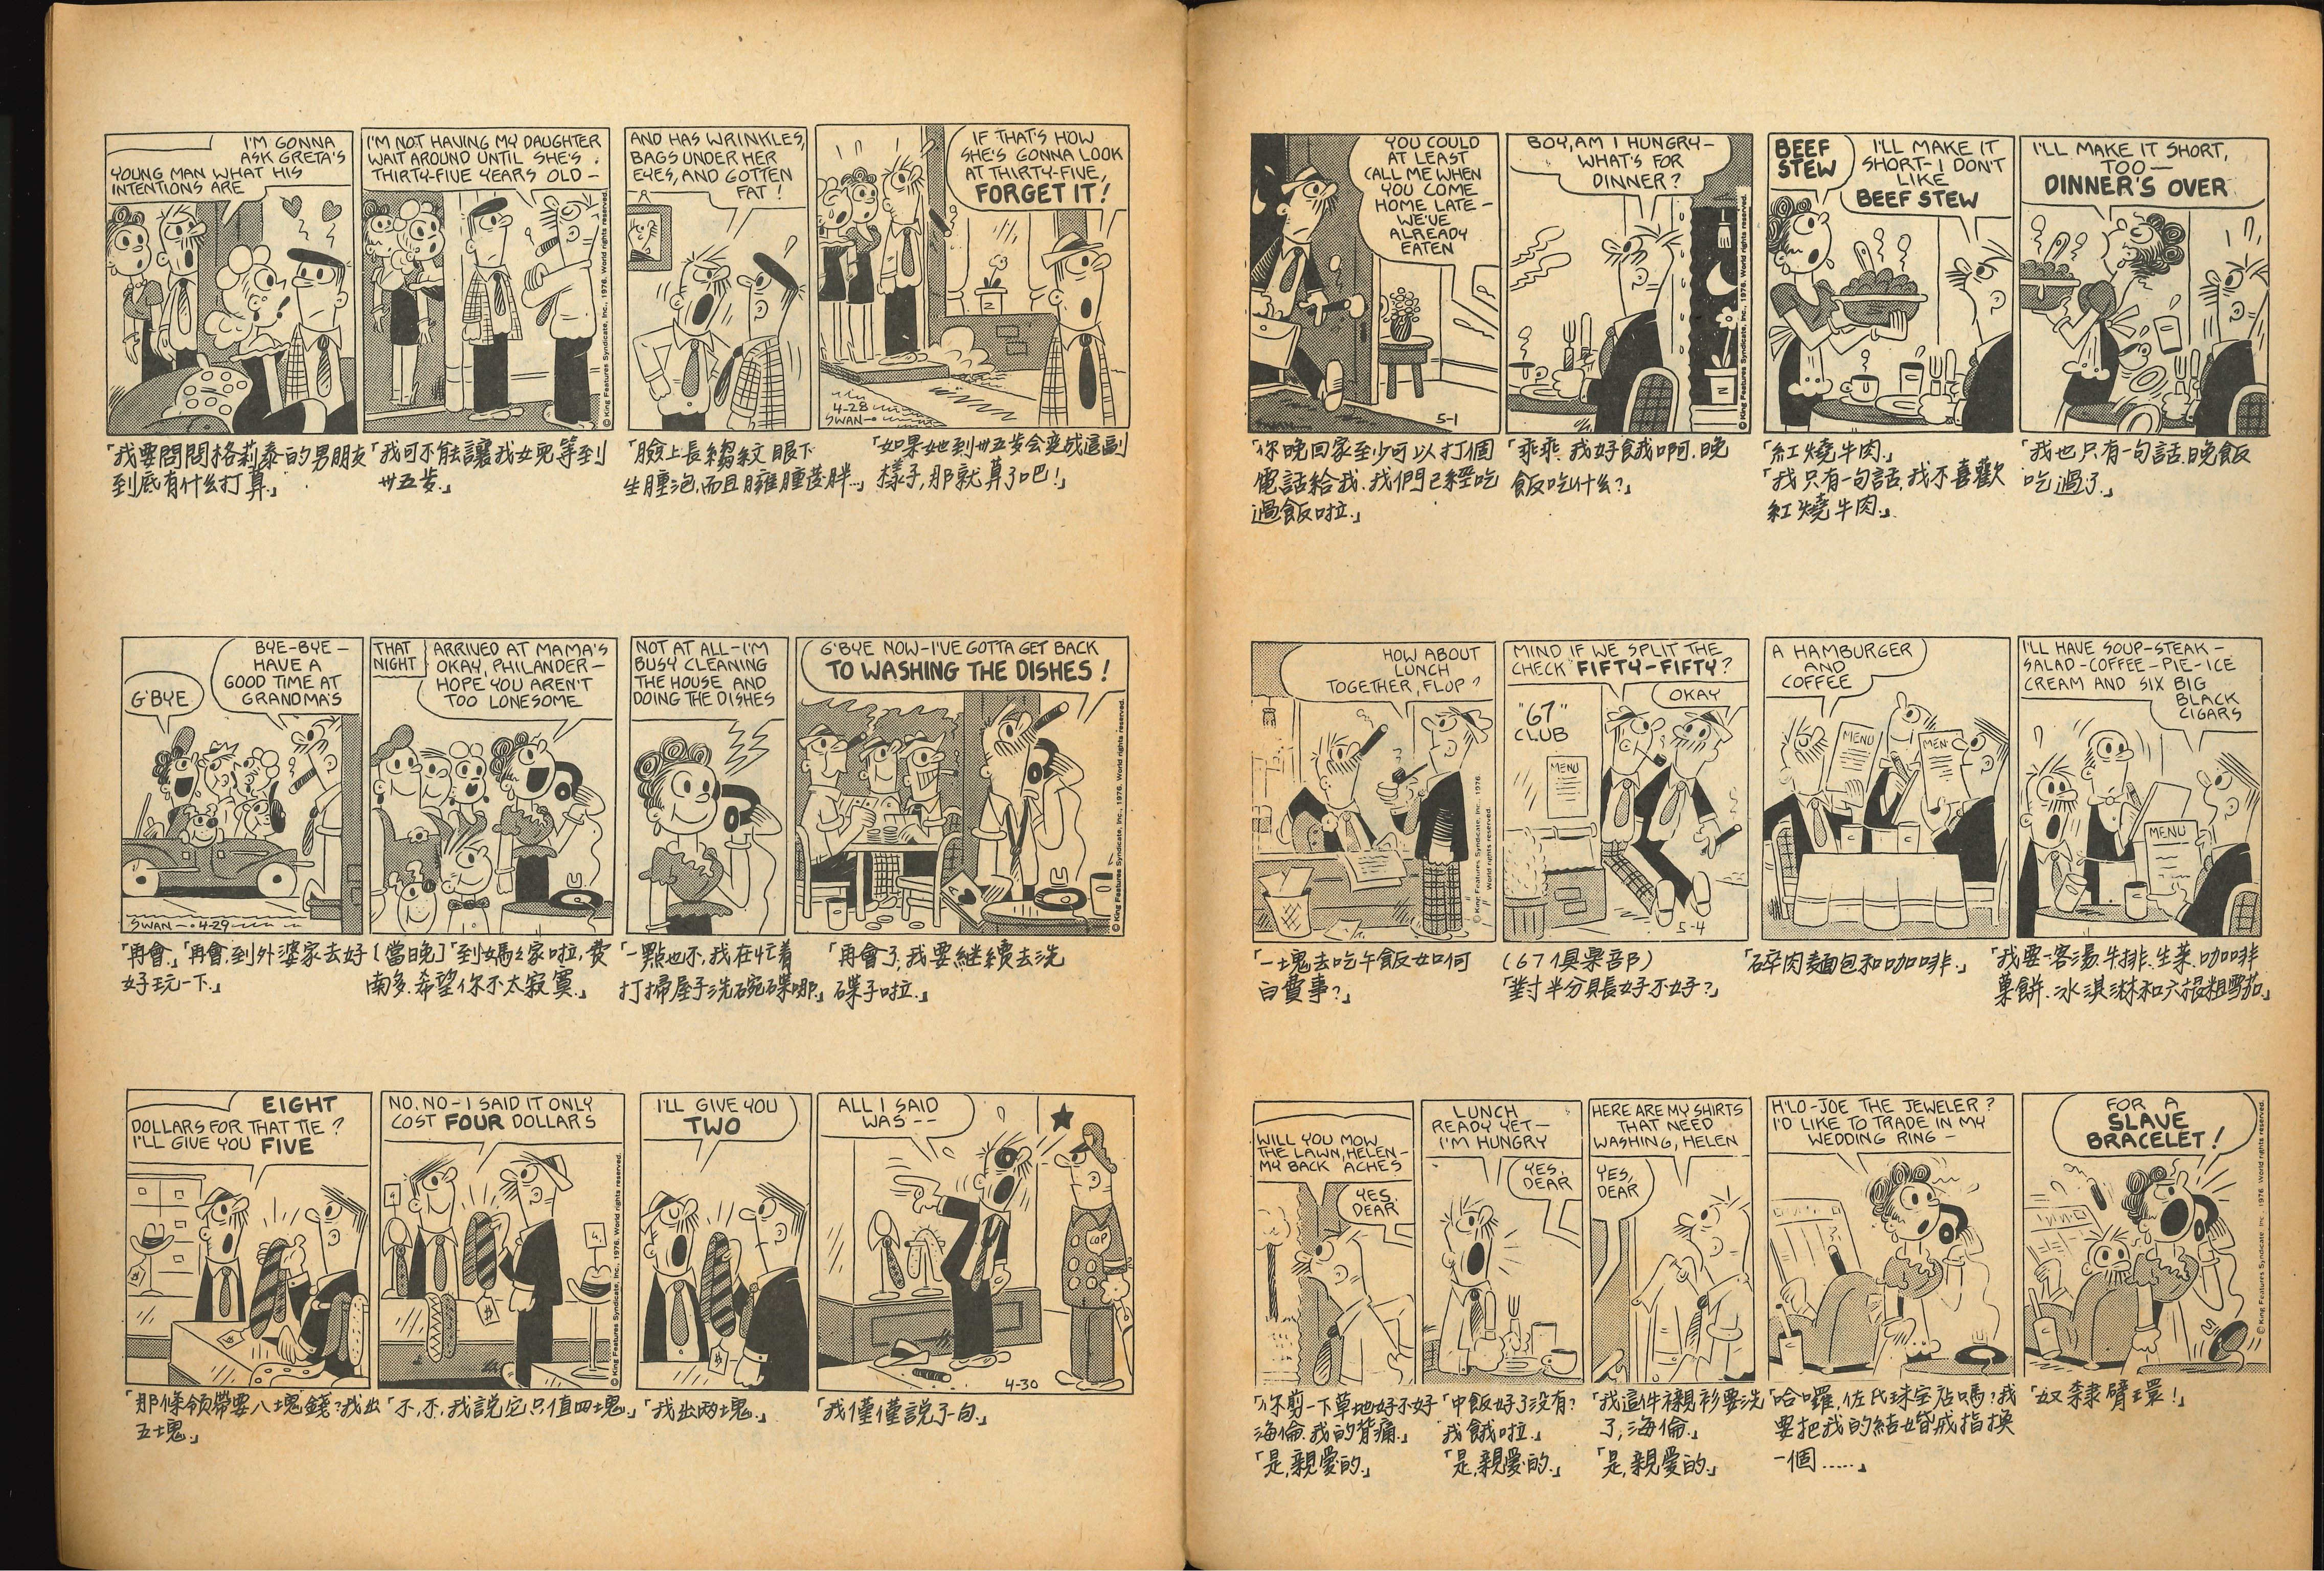 I'M GONNA
ASK GRETA'S
YOUNG MAN WHAT HIS
INTENTIONS ARE
I'M NOT HAVING MY DAUGHTER
WAIT AROUND UNTIL SHE'S
THIRTY-FIVE YEARS OLD -
© King Features Syndicate, Inc., 1976. World rights reserved.
AND HAS WRINKLES,
BAGS UNDER HER
EYES, AND GOTTEN
FAT!
IF THAT'S HOW
SHE'S GONNA LOOK
AT THIRTY-FIVE,
FORGET IT!
4-28
SWAN-
「我要問問格莉泰的男朋友
到底有什么打算.」
「我可不能讓我女兒等到
卅五岁.」
「臉上長縐紋 眼下
生腫泡,而且臃腫發胖...」
「如果她到卅五岁会变成這副
樣子,那就算了吧!」
G'BYE
BYE-BYE -
HAVE A
GOOD TIME AT
GRANDMA'S
SWAN- 4-29
THAT
NIGHT
ARRIVED AT MAMA'S
OKAY, PHILANDER-
HOPE YOU AREN'T
TOO LONESOME
NOT AT ALL-I'M
BUSY CLEANING
THE HOUSE AND
DOING THE DISHES
G'BYE NOW-I'VE GOTTA GET BACK
TO WASHING THE DISHES!
© King Features Syndicate, Inc., 1976. World rights reserved.
「再會.」「再會,到外婆家去好
好玩一下.」
[當晚]「到媽々家啦,費
南多.希望你不太寂寞.」
「一點也不,我在忙着
打掃屋子洗碗碟哪.」
「再會了,我要継續去洗
碟子啦.」
EIGHT
DOLLARS FOR THAT TIE?
I'LL GIVE YOU FIVE
NO, NO-I SAID IT ONLY
COST FOUR DOLLARS
© King Features Syndicate, Inc., 1976. World rights reserved.
I'LL GIVE YOU
TWO
ALL I SAID
WAS--
COP
4-30
「那條领帶要八塊錢?我出
五塊.」
「不,不,我說它只值四塊.」
「我出兩塊.」
「我僅僅説了句.」
YOU COULD
AT LEAST
CALL ME WHEN
YOU COME
HOME LATE -
WE'VE
ALREADY
EATEN
5-1
BOY, AM I HUNGRY-
WHAT'S FOR
DINNER?
© King Features Syndicate, Inc., 1976. World rights reserved.
BEEF
STEW
I'LL MAKE IT
SHORT-I DON'T
LIKE
BEEF STEW
I'LL MAKE IT SHORT,
TOO-
DINNER'S OVER
「你晚回家至少可以打個
電話給我.我們已經吃
過飯啦.」
「乖乖.我好餓啊.晚
飯吃什么?」
「紅燒牛肉.」
「我只有一句話,我不喜歡
紅燒牛肉.」
「我也只有一句話.晚飯
吃過了.」
HOW ABOUT
LUNCH
TOGETHER, FLOP?
© King Features Syndicate, Inc., 1976.
World rights reserved.
MIND IF WE SPLIT THE
CHECK FIFTY-FIFTY?
OKAY
"67"
CLUB
MENU
5-4
A HAMBURGER
AND
COFFEE
MENU
MEN
I'LL HAVE SOUP-STEAK-
SALAD-COFFEE-PIE-ICE
CREAM AND SIX BIG
BLACK
CIGARS
MENU
「一塊去吃午飯如何
白費事?」
(67俱樂部)
「對半分賬好不好?」
「碎肉麵包和咖啡.」
「我要一客湯.牛排.生菜.咖啡
菓餅.冰淇淋和六根粗雪茄」
WILL YOU MOW
THE LAWN, HELEN-
MY BACK ACHES
YES,
DEAR
LUNCH
READY YET-
I'M HUNGRY
YES,
DEAR
HERE ARE MY SHIRTS
THAT NEED
WASHING, HELEN
YES,
DEAR
H'LO-JOE THE JEWELER?
I'D LIKE TO TRADE IN MY
WEDDING RING-
FOR A
SLAVE
BRACELET!
© King Features Syndicate Inc., 1976 World rights reserved.
「你剪一下草地好不好
海倫.我的背痛.」
「是,親愛的.」
「中飯好了没有?
我餓啦.」
「是,親愛的.」
「我這件襯衫要洗
了,海倫.」
「是,親愛的.」
「哈囉,佐氏珠宝店嗎?我
要把我的結婚戒指換
一個......」
「奴隸臂環!」